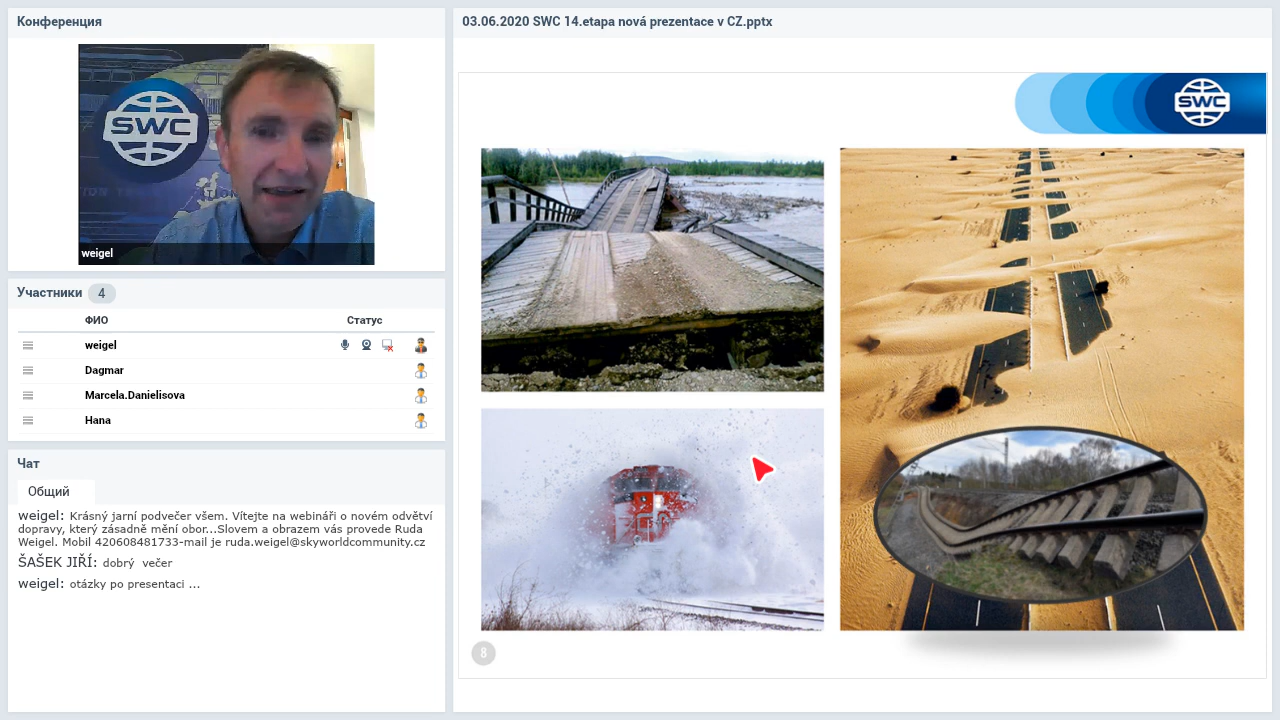 Конференция
SWC
weigel
Участники 4
ФИО Статус
weigel
Dagmar
Marcela.Danielisova
Hana
Чат
Общий
weigel: Krásný jarní podvečer všem. Vítejte na webináři o novém odvětví
dopravy, který zásadně mění obor...Slovem a obrazem vás provede Ruda
Weigel. Mobil 420608481733-mail je ruda.weigel@skyworldcommunity.cz
ŠAŠEK JIŘÍ: dobrý večer
weigel: otázky po presentaci ...
03.06.2020 SWC 14.etapa nová prezentace v CZ.pptx
SWC
8